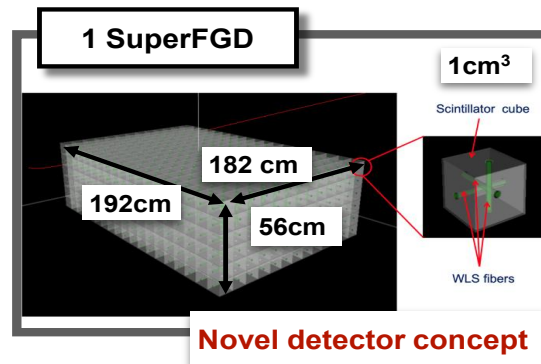 1 SuperFGD
1cm³
Scintillator cube
182 cm
192cm
56cm
WLS fibers
Novel detector concept